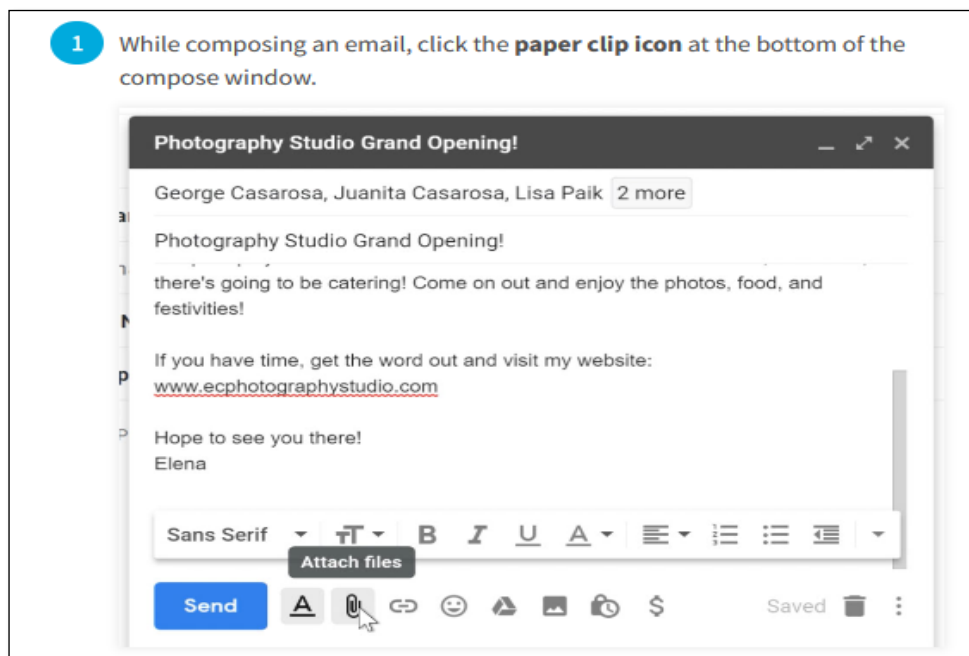 1
While composing an email, click the paper clip icon at the bottom of the
compose window.
Photography Studio Grand Opening!
George Casarosa, Juanita Casarosa, Lisa Paik 2 more
Photography Studio Grand Opening!
there's going to be catering! Come on out and enjoy the photos, food, and
festivities!
If you have time, get the word out and visit my website:
www.ecphotographystudio.com
Hope to see you there!
Elena
Sans Serif
Attach files
Send
Saved